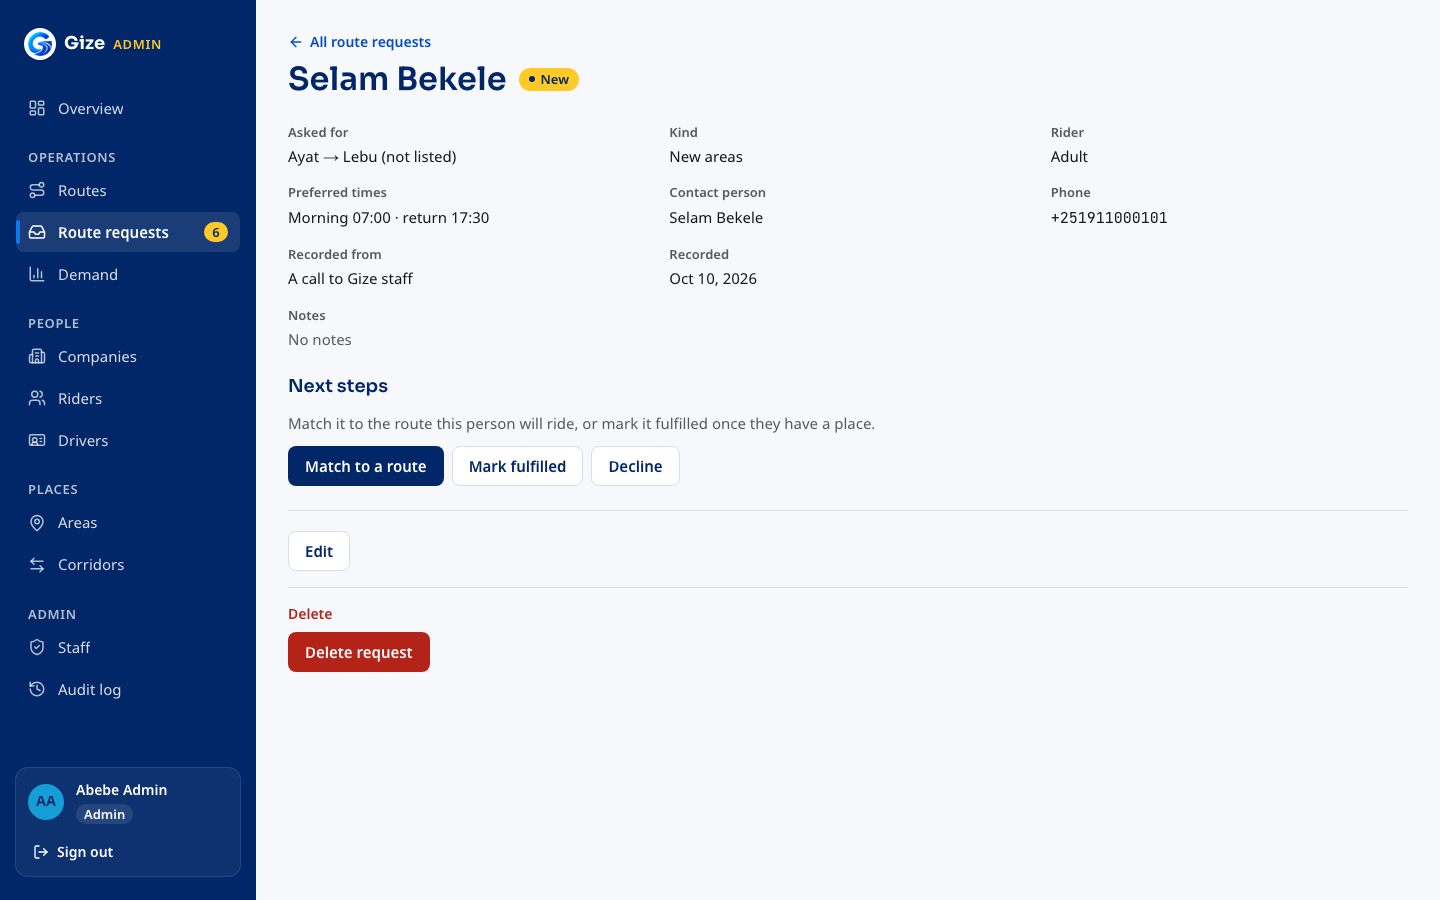 Gize ADMIN
Overview
OPERATIONS
Routes
Route requests 6
Demand
PEOPLE
Companies
Riders
Drivers
PLACES
Areas
Corridors
ADMIN
Staff
Audit log
AA
Abebe Admin
Admin
Sign out
← All route requests
Selam Bekele • New
Asked for
Ayat → Lebu (not listed)
Kind
New areas
Rider
Adult
Preferred times
Morning 07:00 · return 17:30
Contact person
Selam Bekele
Phone
+251911000101
Recorded from
A call to Gize staff
Recorded
Oct 10, 2026
Notes
No notes
Next steps
Match it to the route this person will ride, or mark it fulfilled once they have a place.
Match to a route Mark fulfilled Decline
Edit
Delete
Delete request